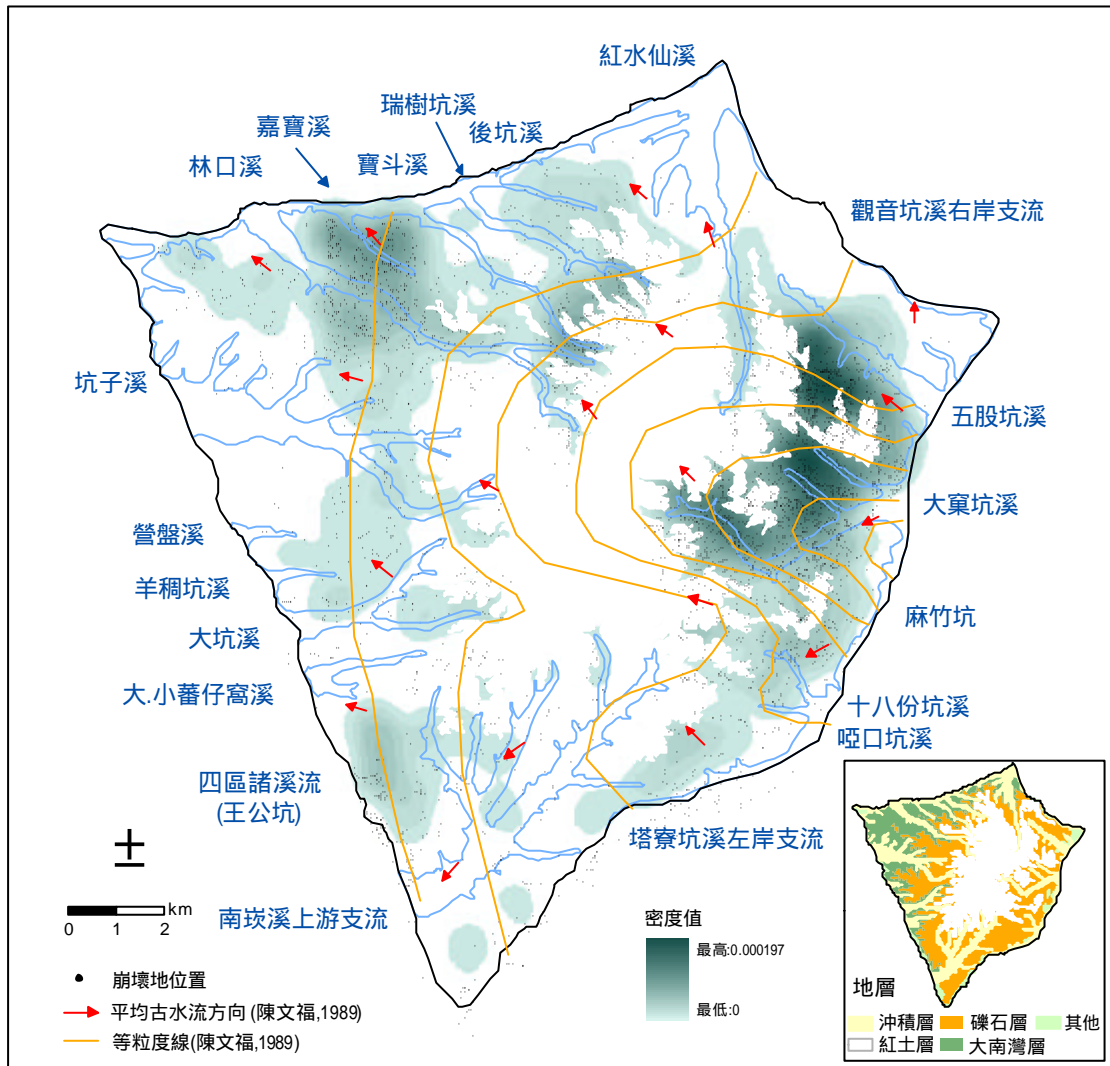 紅水仙溪
瑞樹坑溪
後坑溪
嘉寶溪
寶斗溪
林口溪
觀音坑溪右岸支流
坑子溪
五股坑溪
大窠坑溪
營盤溪
羊稠坑溪
麻竹坑
大坑溪
大.小蕃仔窩溪
十八份坑溪
啞口坑溪
四區諸溪流
(王公坑)
塔寮坑溪左岸支流
南崁溪上游支流
km
0 1 2
崩壞地位置
平均古水流方向 (陳文福,1989)
等粒度線(陳文福,1989)
密度值
最高:0.000197
最低:0
地層
沖積層 礫石層 其他
紅土層 大南灣層